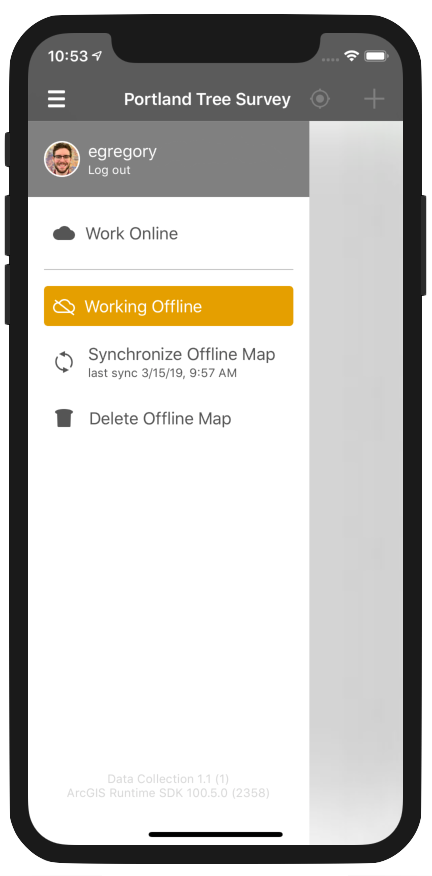 10:53
Portland Tree Survey
egregory
Log out
Work Online
Working Offline
Synchronize Offline Map
last sync 3/15/19, 9:57 AM
Delete Offline Map
Data Collection 1.1 (1)
ArcGIS Runtime SDK 100.5.0 (2358)